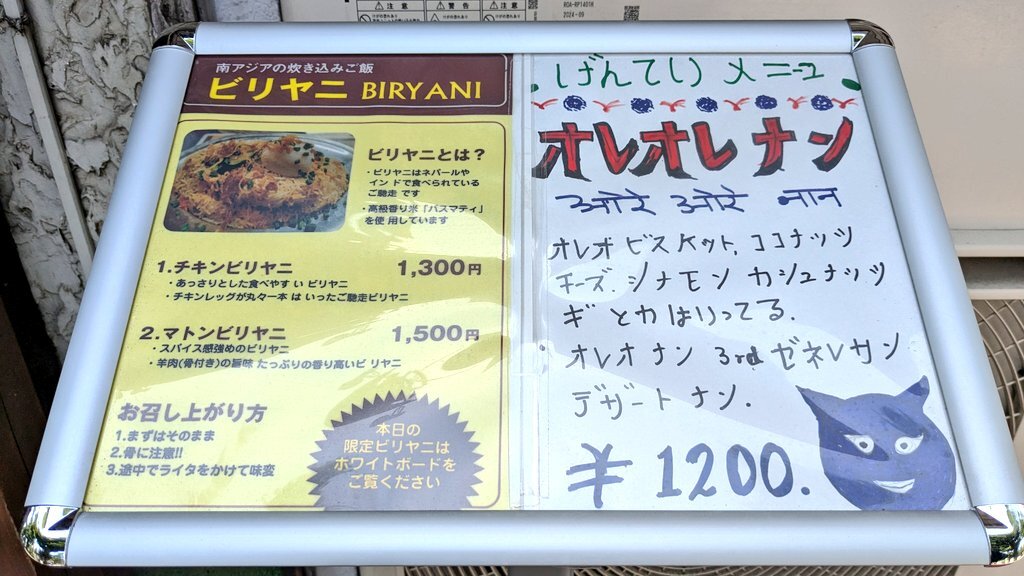 注意
警告
注意
2024-09
南アジアの炊き込みご飯
ビリヤニ BIRYANI
ビリヤニとは？
・ビリヤニはネパールや
インドで食べられている
ご馳走です
・高級香り米「バスマティ」
を使用しています
1.チキンビリヤニ 1,300円
・あっさりとした食べやすい ビリヤニ
・チキンレッグが丸々一本 は いったご馳走ビリヤニ
2.マトンビリヤニ 1,500円
・スパイス感強めのビリヤニ
・羊肉(骨付き)の旨味 たっぷりの香り高いビリヤニ
お召し上がり方
1.まずはそのまま
2.骨に注意!!
3.途中でライタをかけて味変
本日の
限定ビリヤニは
ホワイトボードを
ご覧ください
げんてい メニュー
オレオレ ナン
ओरे ओरे नान
オレオ ビスケット, ココナッツ
チーズ. シナモン カシュナッツ
ギ とか はいってる.
オレオ ナン 3rd ゼネレサン
デザート ナン.
¥ 1200.